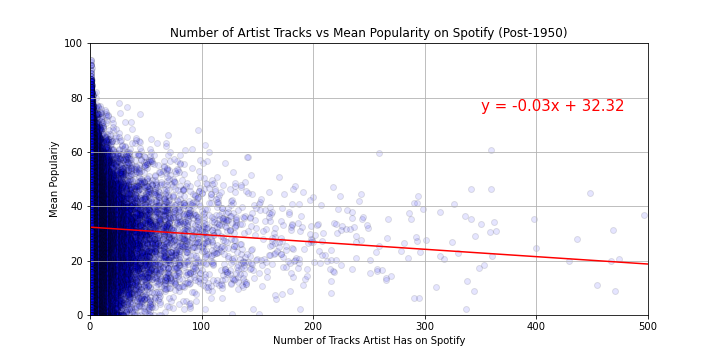 Number of Artist Tracks vs Mean Popularity on Spotify (Post-1950)
100
80
60
40
20
0
Mean Populariy
y = -0.03x + 32.32
0 100 200 300 400 500
Number of Tracks Artist Has on Spotify